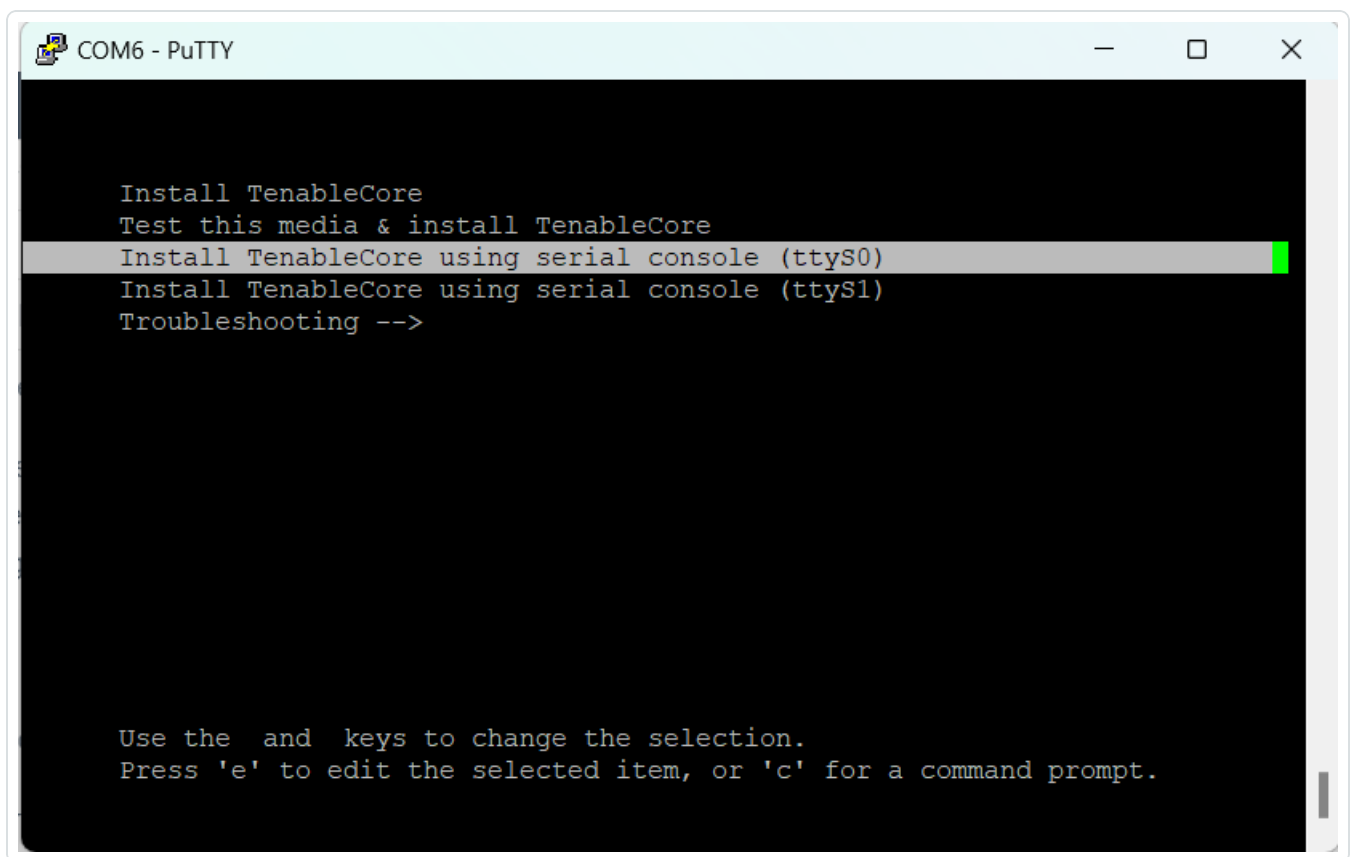 COM6 - PuTTY
Install TenableCore
Test this media & install TenableCore
Install TenableCore using serial console (ttyS0)
Install TenableCore using serial console (ttyS1)
Troubleshooting -->
Use the  and  keys to change the selection.
Press 'e' to edit the selected item, or 'c' for a command prompt.